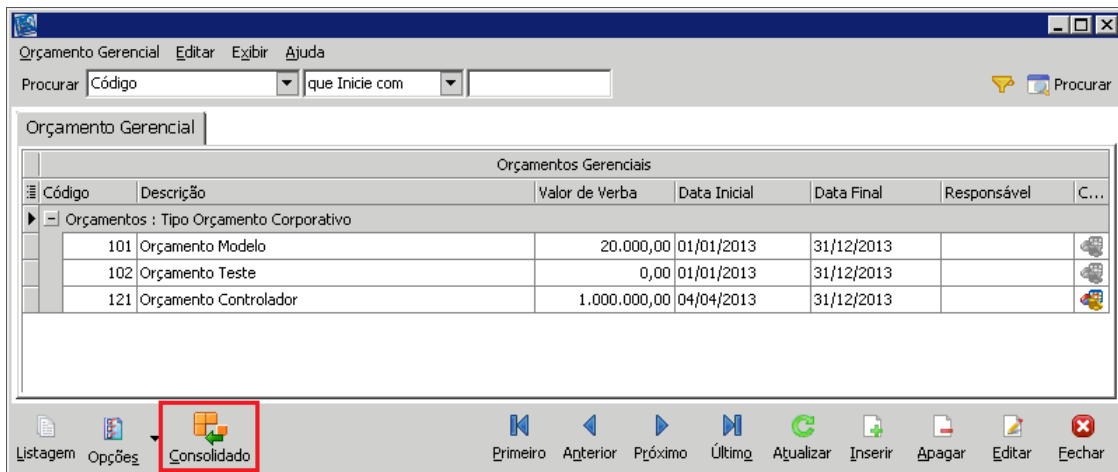 Orçamento Gerencial Editar Exibir Ajuda
Procurar Código que Inicie com Procurar
Orçamento Gerencial
Orçamentos Gerenciais
Código Descrição Valor de Verba Data Inicial Data Final Responsável C...
Orçamentos : Tipo Orçamento Corporativo
101 Orçamento Modelo 20.000,00 01/01/2013 31/12/2013
102 Orçamento Teste 0,00 01/01/2013 31/12/2013
121 Orçamento Controlador 1.000.000,00 04/04/2013 31/12/2013
Listagem Opções Consolidado Primeiro Anterior Próximo Último Atualizar Inserir Apagar Editar Fechar